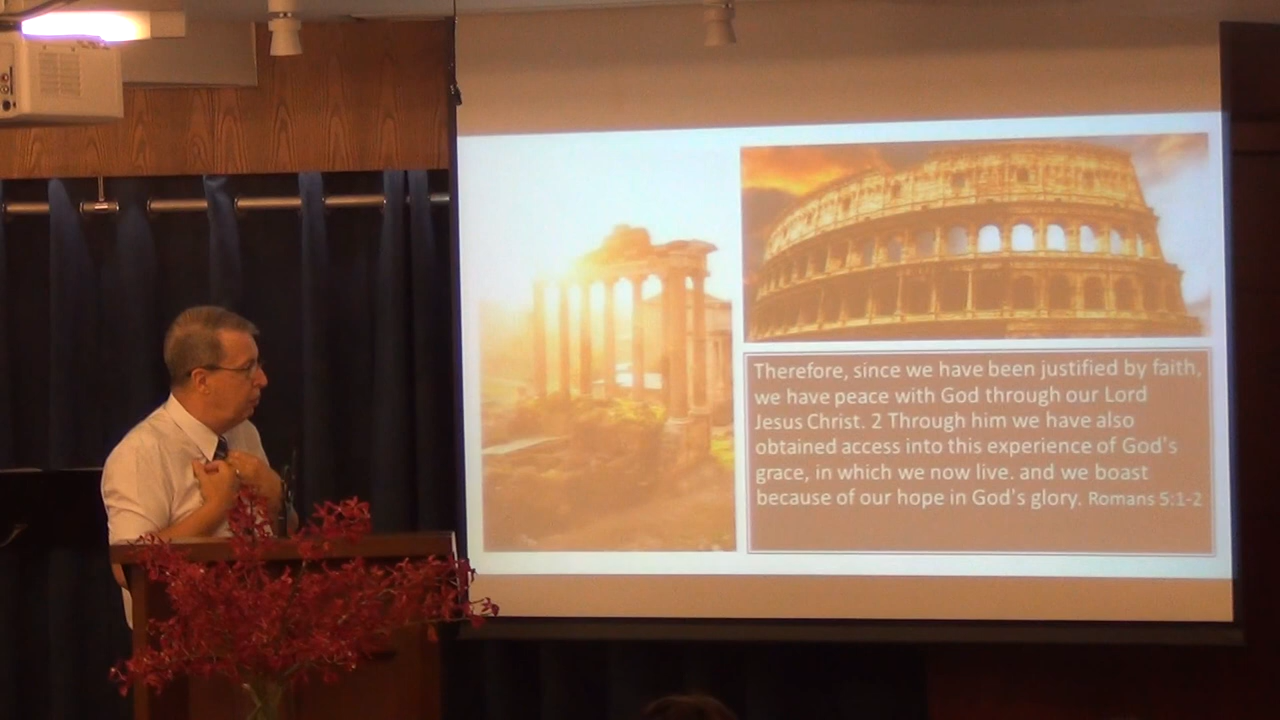 Therefore, since we have been justified by faith,
we have peace with God through our Lord
Jesus Christ. 2 Through him we have also
obtained access into this experience of God's
grace, in which we now live. and we boast
because of our hope in God's glory. Romans 5:1-2